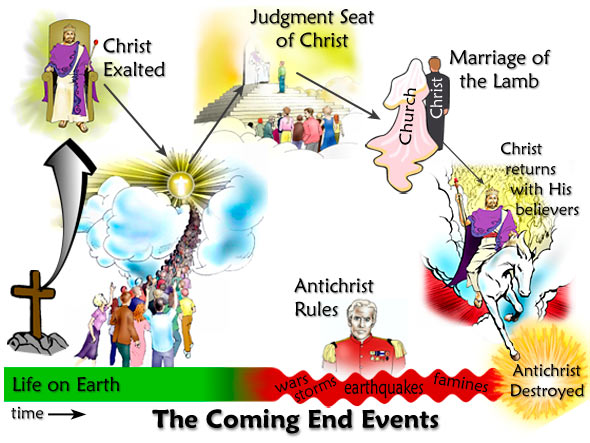 Christ
Exalted
Judgment Seat
of Christ
Marriage of
the Lamb
Church
Christ
Christ
returns
with His
believers
Antichrist
Rules
Life on Earth
wars
storms
earthquakes
famines
Antichrist
Destroyed
time
The Coming End Events